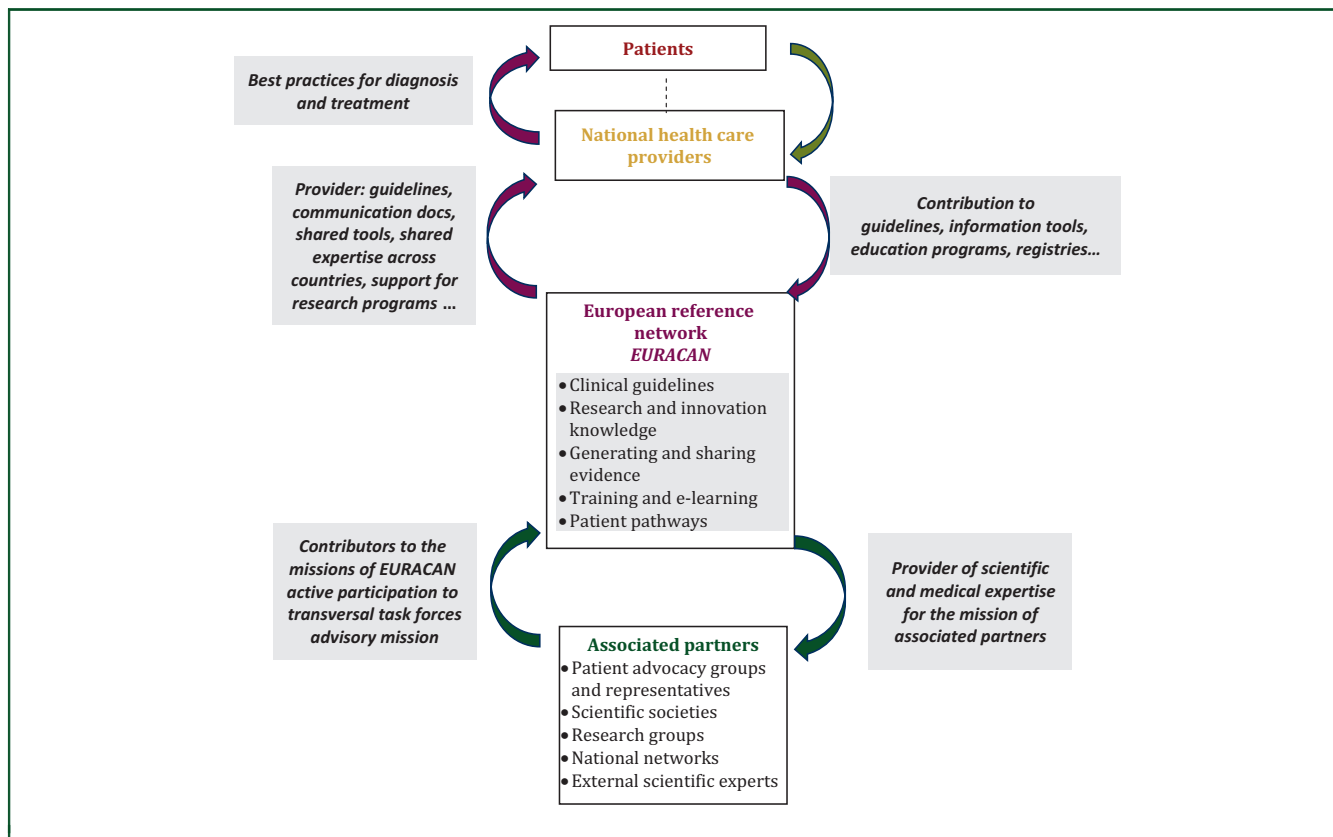 Patients
Best practices for diagnosis
and treatment
National health care
providers
Provider: guidelines,
communication docs,
shared tools, shared
expertise across
countries, support for
research programs ...
Contribution to
guidelines, information tools,
education programs, registries...
European reference
network
EURACAN
• Clinical guidelines
• Research and innovation
knowledge
• Generating and sharing
evidence
• Training and e-learning
• Patient pathways
Contributors to the
missions of EURACAN
active participation to
transversal task forces
advisory mission
Provider of scientific
and medical expertise
for the mission of
associated partners
Associated partners
• Patient advocacy groups
and representatives
• Scientific societies
• Research groups
• National networks
• External scientific experts